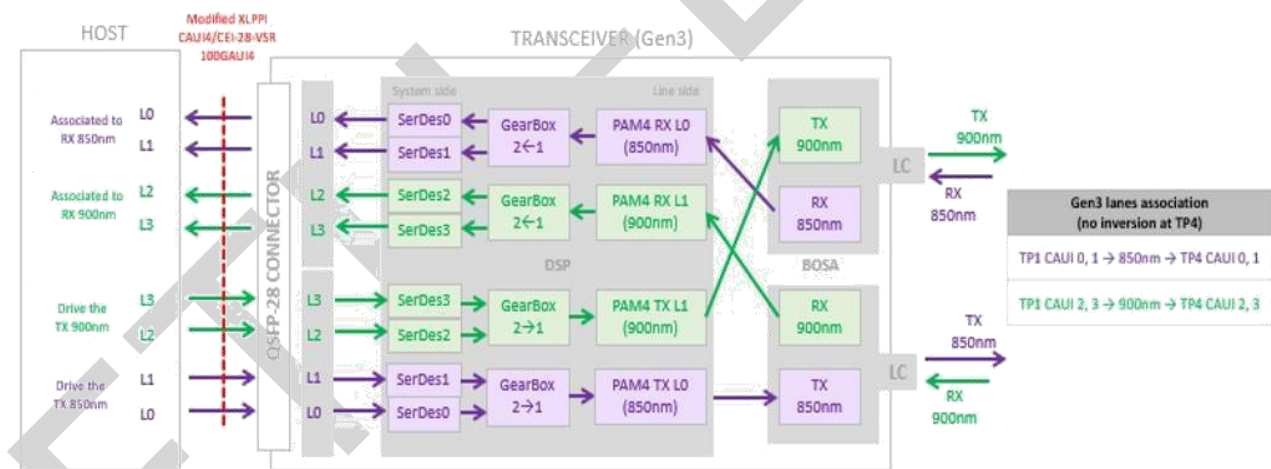 HOST
Modified XLPPI
CAUI4/CEI-28-VSR
100GAUI4
TRANSCEIVER (Gen3)
System side
Line side
Associated to
RX 850nm
L0
L1
Associated to
RX 900nm
L2
L3
Drive the
TX 900nm
L3
L2
Drive the
TX 850nm
L1
L0
QSFP-28 CONNECTOR
L0
L1
L2
L3
L3
L2
L1
L0
SerDes0
SerDes1
GearBox
2←1
PAM4 RX L0
(850nm)
SerDes2
SerDes3
GearBox
2←1
PAM4 RX L1
(900nm)
DSP
SerDes3
SerDes2
GearBox
2→1
PAM4 TX L1
(900nm)
SerDes1
SerDes0
GearBox
2→1
PAM4 TX L0
(850nm)
TX
900nm
RX
850nm
BOSA
RX
900nm
TX
850nm
LC
LC
TX
900nm
RX
850nm
TX
850nm
RX
900nm
Gen3 lanes association
(no inversion at TP4)
TP1 CAUI 0, 1 → 850nm → TP4 CAUI 0, 1
TP1 CAUI 2, 3 → 900nm → TP4 CAUI 2, 3